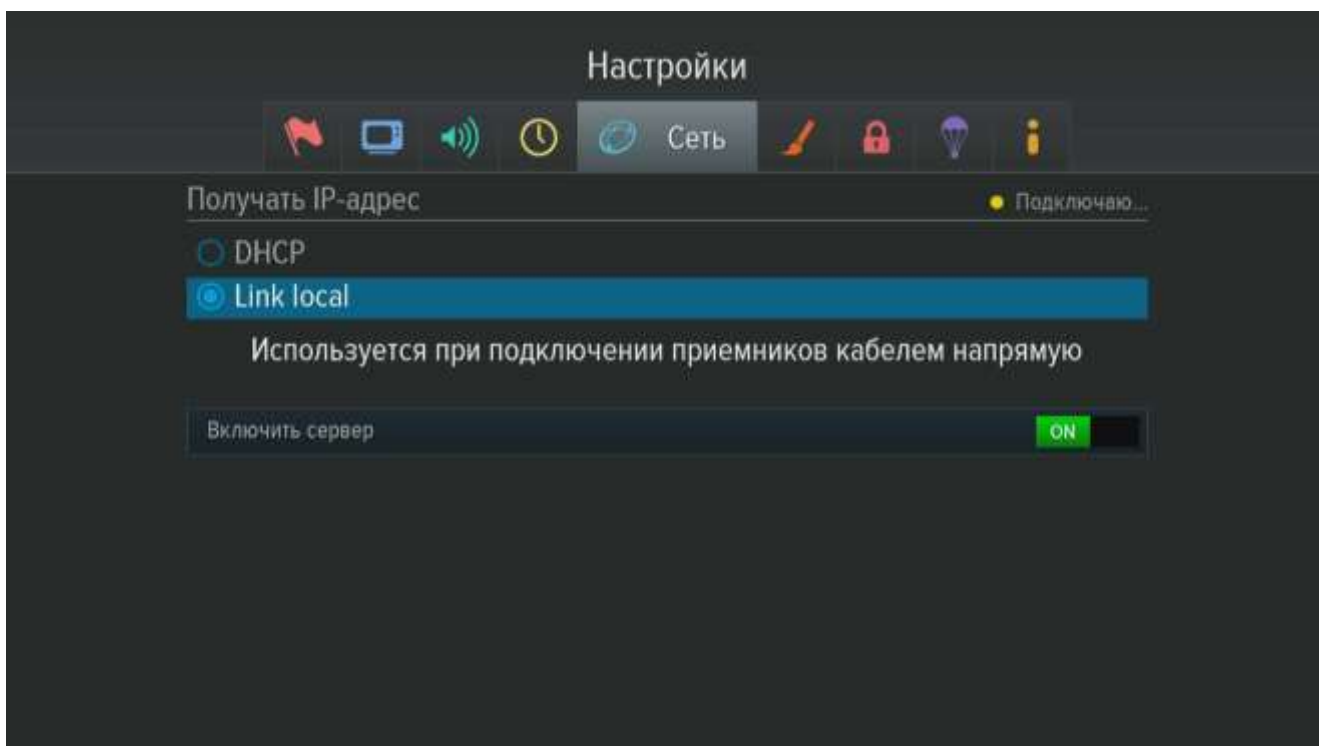 Настройки
Сеть
Получать IP-адрес
Подключаю...
DHCP
Link local
Используется при подключении приемников кабелем напрямую
Включить сервер
ON